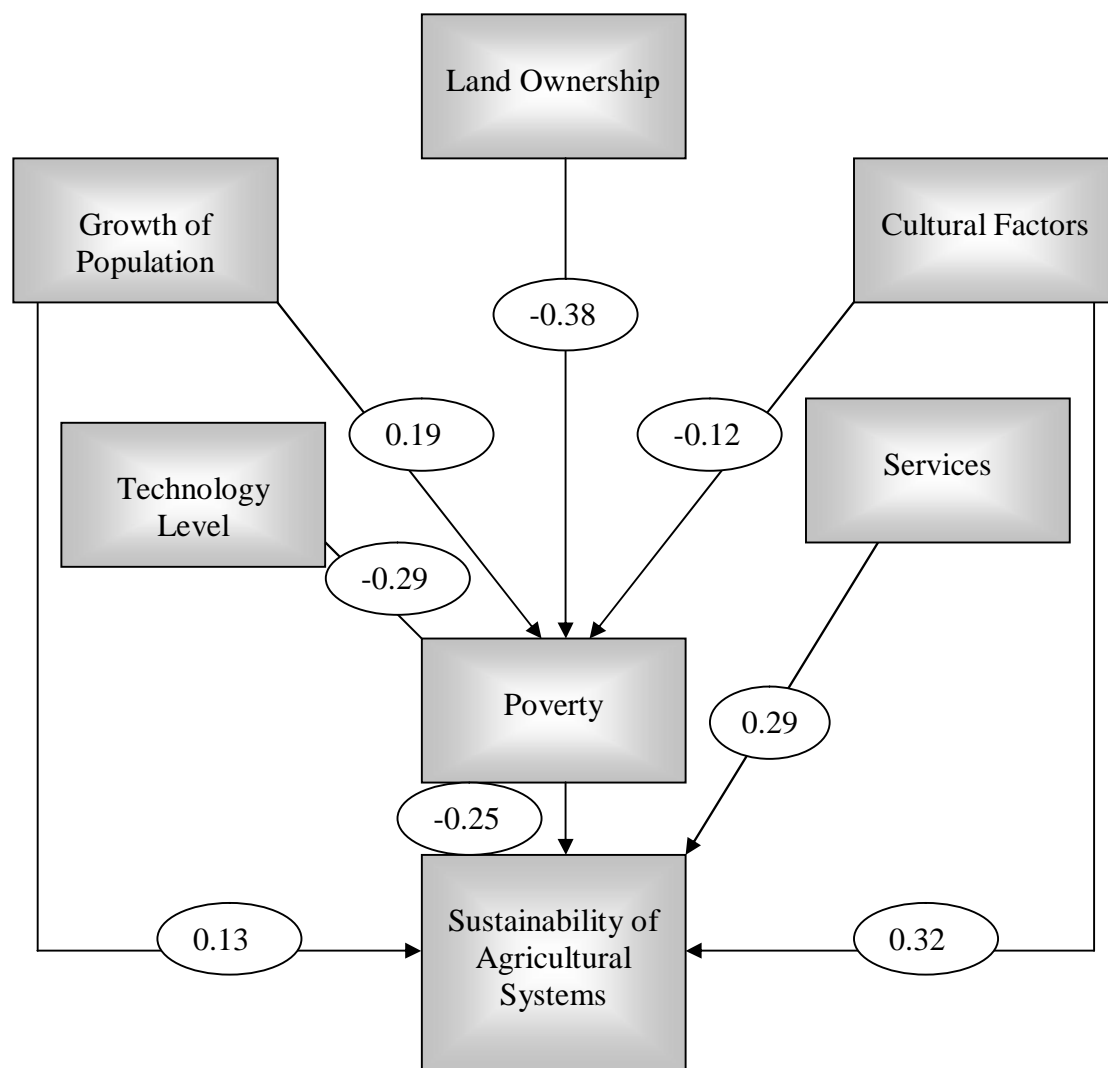 Land Ownership
Growth of
Population
Cultural Factors
-0.38
0.19
-0.12
Services
Technology
Level
-0.29
Poverty
0.29
-0.25
Sustainability of
Agricultural
Systems
0.13
0.32